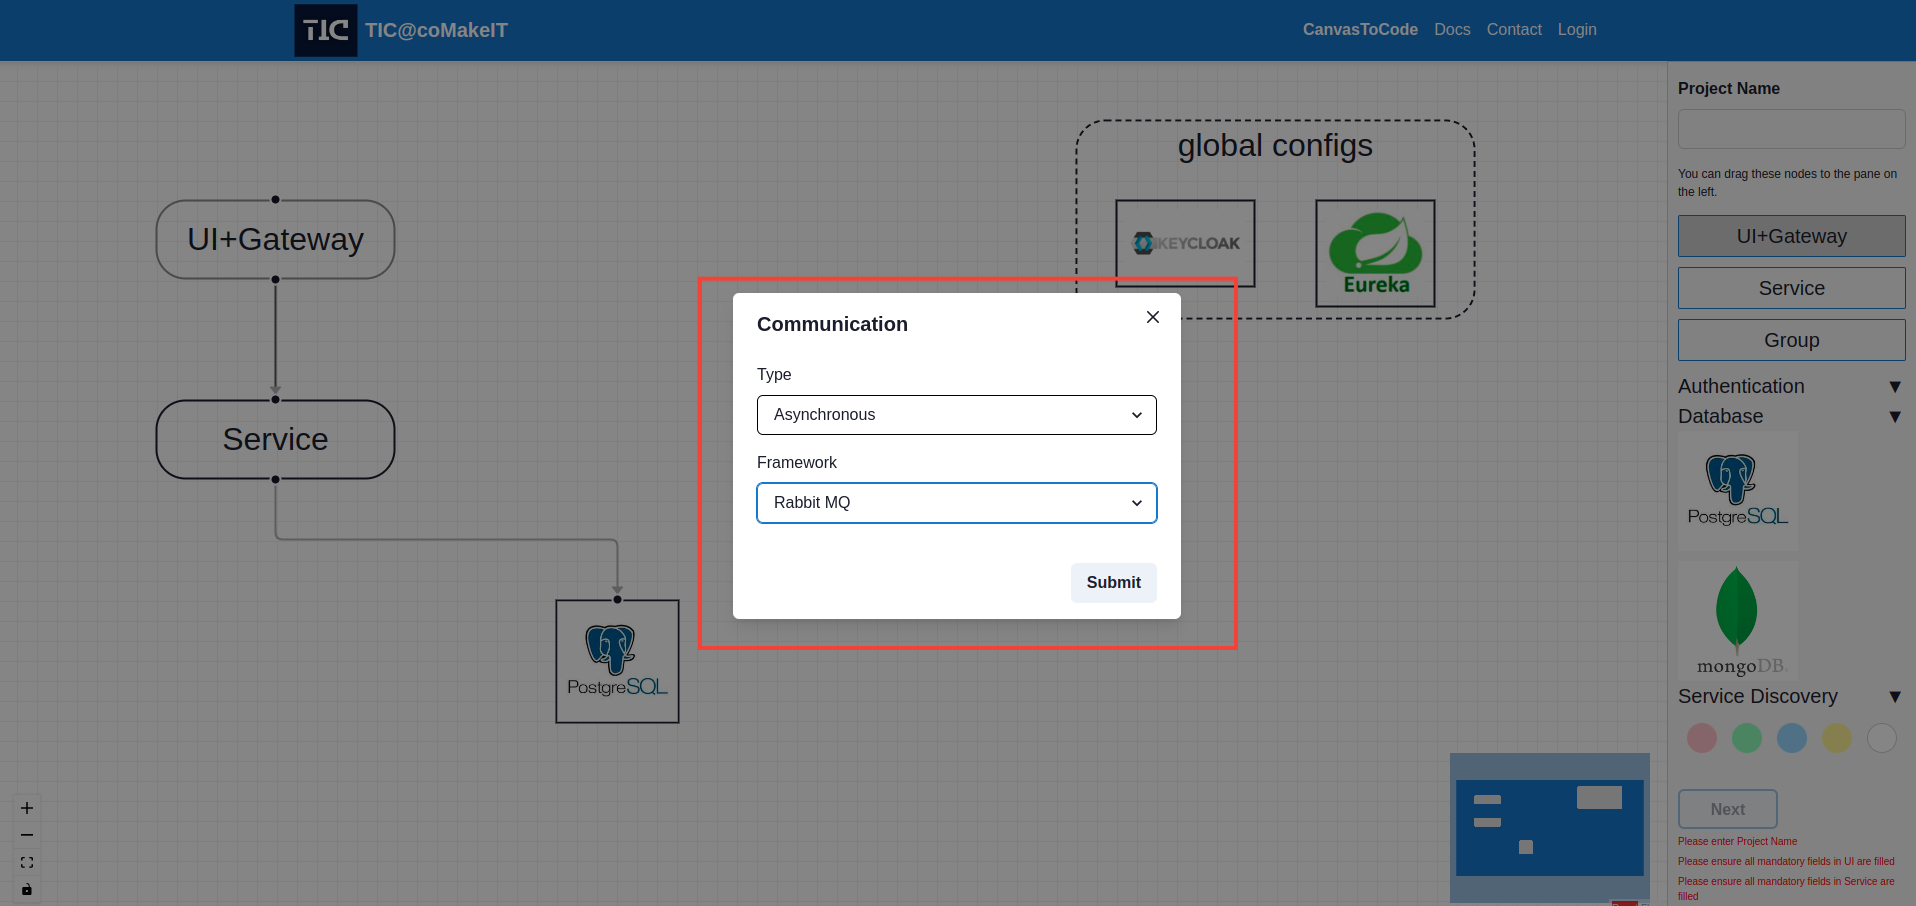 TIC TIC@coMakeIT
CanvasToCode Docs Contact Login
global configs
KEYCLOAK
Eureka
UI+Gateway
Service
PostgreSQL
Communication
Type
Asynchronous
Framework
Rabbit MQ
Submit
Project Name
You can drag these nodes to the pane on
the left.
UI+Gateway
Service
Group
Authentication ▼
Database ▼
PostgreSQL
mongoDB.
Service Discovery ▼
Next
Please enter Project Name
Please ensure all mandatory fields in UI are filled
Please ensure all mandatory fields in Service are
filled